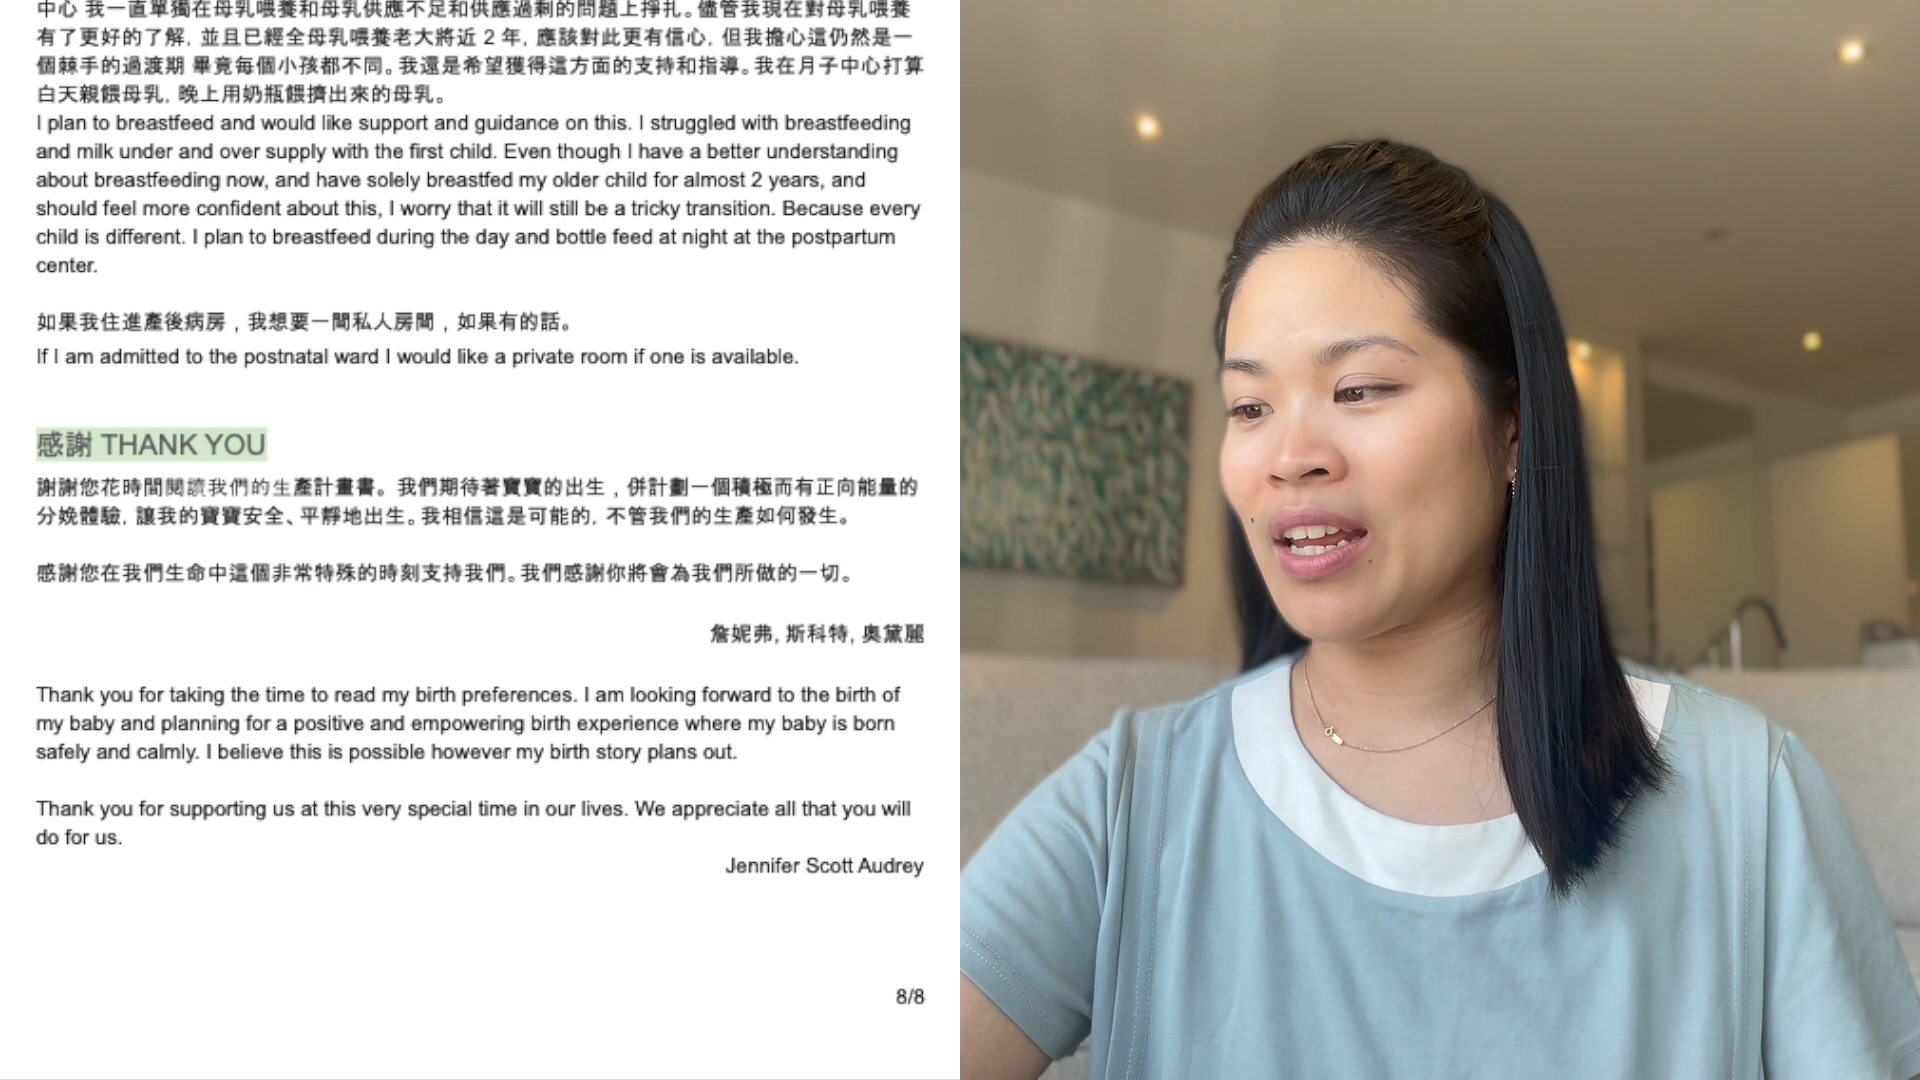 中心 我一直單獨在母乳喂養和母乳供應不足和供應過剩的問題上掙扎。儘管我現在對母乳喂養
有了更好的了解, 並且已經全母乳喂養老大將近 2 年, 應該對此更有信心, 但我擔心這仍然是一
個棘手的過渡期 畢竟每個小孩都不同。我還是希望獲得這方面的支持和指導。我在月子中心打算
白天親餵母乳, 晚上用奶瓶餵擠出來的母乳。
I plan to breastfeed and would like support and guidance on this. I struggled with breastfeeding
and milk under and over supply with the first child. Even though I have a better understanding
about breastfeeding now, and have solely breastfed my older child for almost 2 years, and
should feel more confident about this, I worry that it will still be a tricky transition. Because every
child is different. I plan to breastfeed during the day and bottle feed at night at the postpartum
center.
如果我住進產後病房，我想要一間私人房間，如果有的話。
If I am admitted to the postnatal ward I would like a private room if one is available.
感謝 THANK YOU
謝謝您花時間閱讀我們的生產計畫書。我們期待著寶寶的出生，併計劃一個積極而有正向能量的
分娩體驗, 讓我的寶寶安全、平靜地出生。我相信這是可能的, 不管我們的生產如何發生。
感謝您在我們生命中這個非常特殊的時刻支持我們。我們感謝你將會為我們所做的一切。
詹妮弗, 斯科特, 奧黛麗
Thank you for taking the time to read my birth preferences. I am looking forward to the birth of
my baby and planning for a positive and empowering birth experience where my baby is born
safely and calmly. I believe this is possible however my birth story plans out.
Thank you for supporting us at this very special time in our lives. We appreciate all that you will
do for us.
Jennifer Scott Audrey
8/8